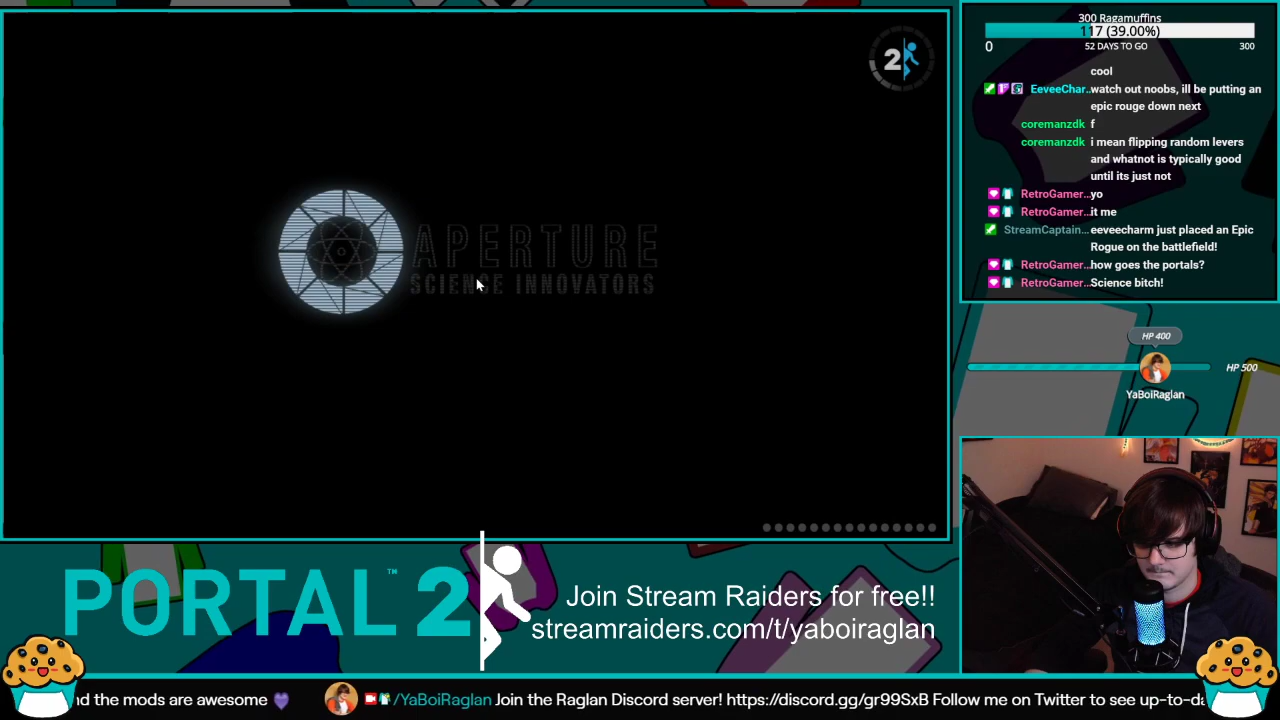 2
APERTURE
SCIENCE INNOVATORS
300 Ragamuffins
117 (39.00%)
0
52 DAYS TO GO
300
cool
EeveeChar.. watch out noobs, ill be putting an
epic rouge down next
coremanzdk f
coremanzdk i mean flipping random levers
and whatnot is typically good
until its just not
RetroGamer... yo
RetroGamer... it me
StreamCaptain... eeveecharm just placed an Epic
Rogue on the battlefield!
RetroGamer... how goes the portals?
RetroGamer... Science bitch!
HP 400
HP 500
YaBoiRaglan
PORTAL™ 2
Join Stream Raiders for free!!
streamraiders.com/t/yaboiraglan
nd the mods are awesome 💜 /YaBoiRaglan Join the Raglan Discord server! https://discord.gg/gr99SxB Follow me on Twitter to see up-to-da